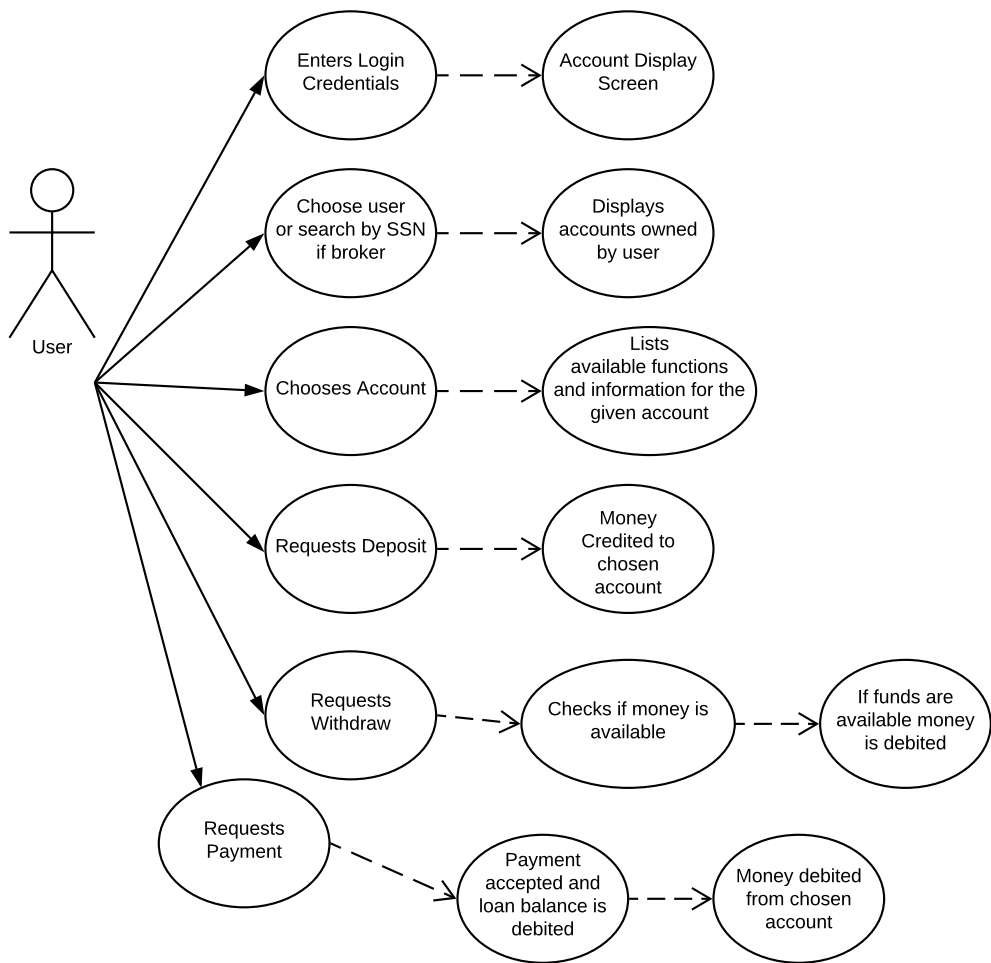 Enters Login
Credentials
Account Display
Screen
User
Choose user
or search by SSN
if broker
Displays
accounts owned
by user
Chooses Account
Lists
available functions
and information for the
given account
Requests Deposit
Money
Credited to
chosen
account
Requests
Withdraw
Checks if money is
available
If funds are
available money
is debited
Requests
Payment
Payment
accepted and
loan balance is
debited
Money debited
from chosen
account